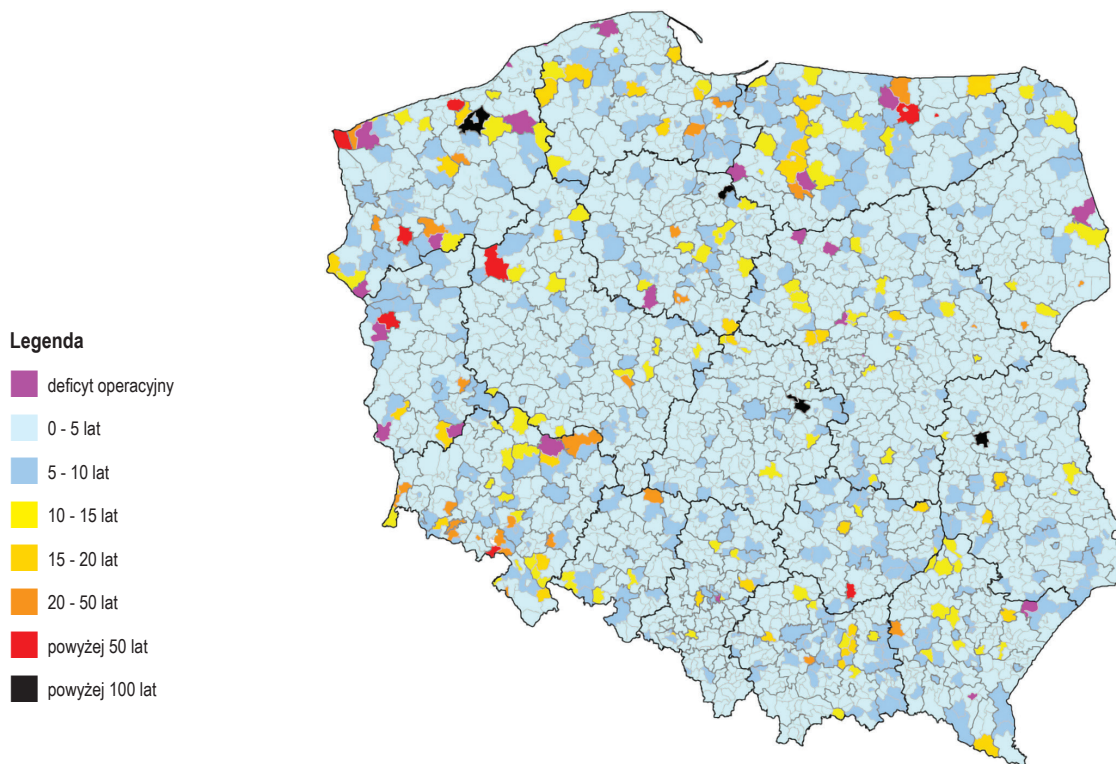 Legenda
deficyt operacyjny
0 - 5 lat
5 - 10 lat
10 - 15 lat
15 - 20 lat
20 - 50 lat
powyżej 50 lat
powyżej 100 lat